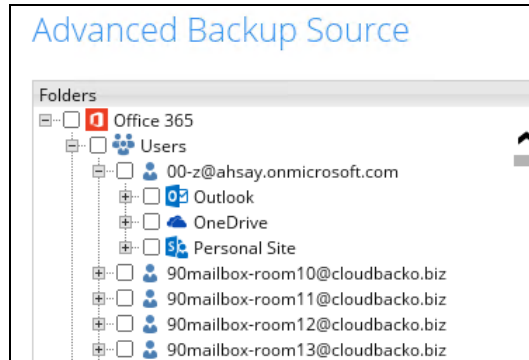 Advanced Backup Source
Folders
Office 365
Users
00-z@ahsay.onmicrosoft.com
Outlook
OneDrive
Personal Site
90mailbox-room10@cloudbacko.biz
90mailbox-room11@cloudbacko.biz
90mailbox-room12@cloudbacko.biz
90mailbox-room13@cloudbacko.biz